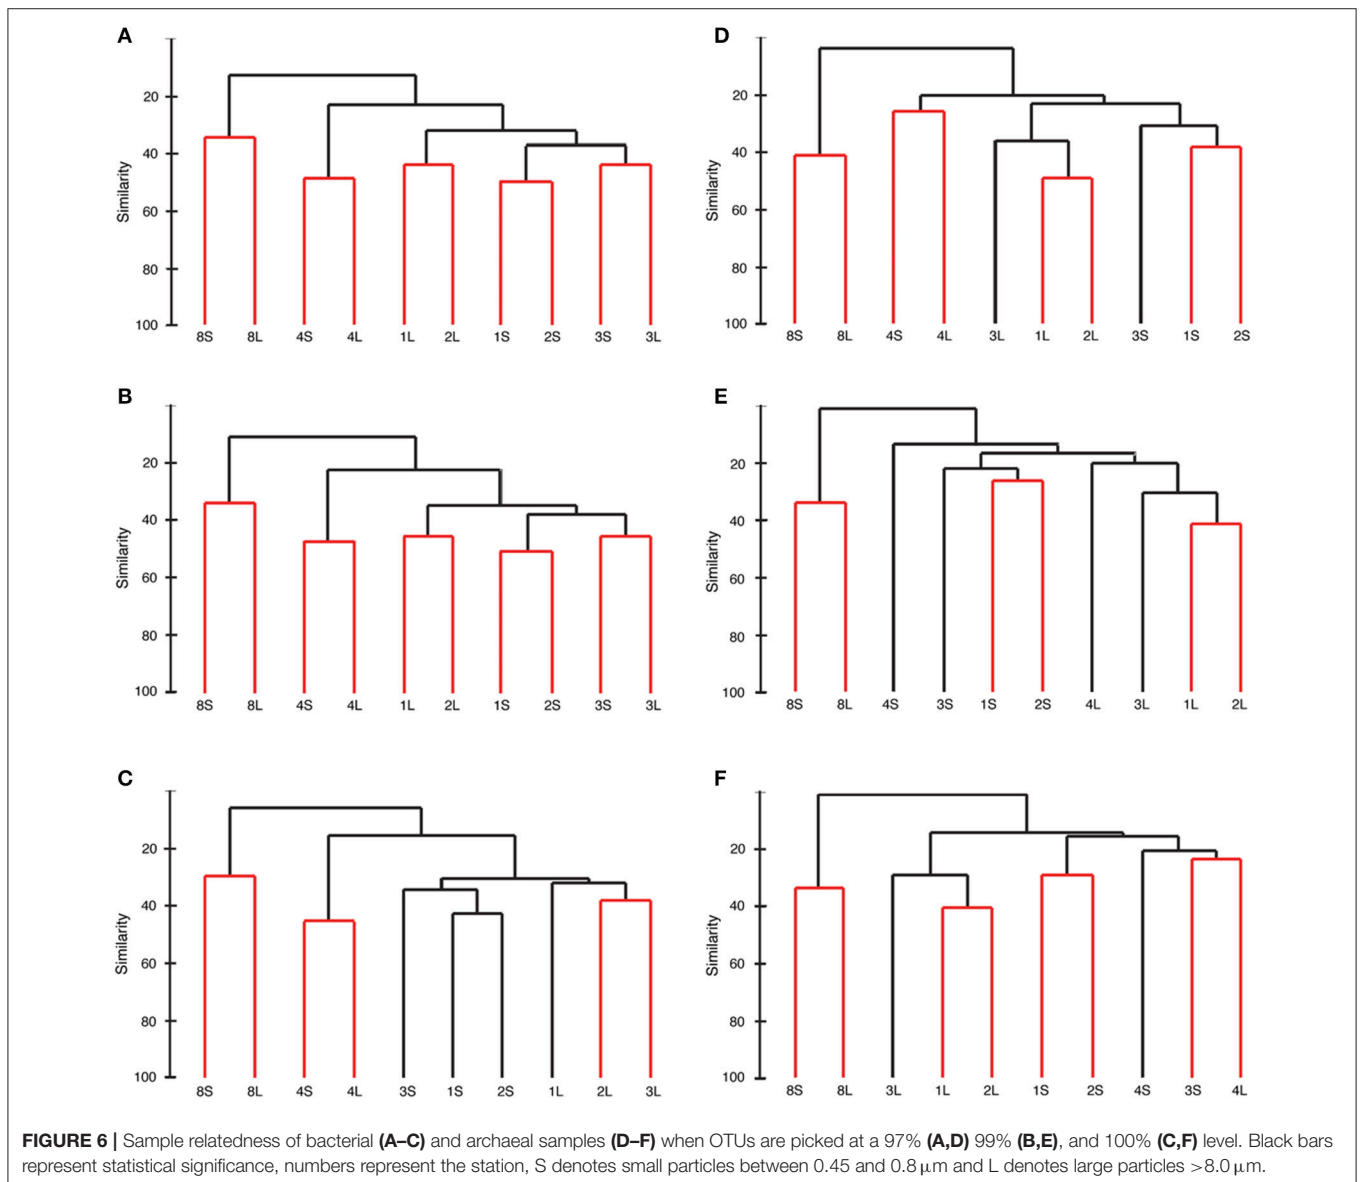 A
20
40
60
80
100
Similarity
8S 8L 4S 4L 1L 2L 1S 2S 3S 3L
D
20
40
60
80
100
Similarity
8S 8L 4S 4L 3L 1L 2L 3S 1S 2S
B
20
40
60
80
100
Similarity
8S 8L 4S 4L 1L 2L 1S 2S 3S 3L
E
20
40
60
80
100
Similarity
8S 8L 4S 3S 1S 2S 4L 3L 1L 2L
C
20
40
60
80
100
Similarity
8S 8L 4S 4L 3S 1S 2S 1L 2L 3L
F
20
40
60
80
100
Similarity
8S 8L 3L 1L 2L 1S 2S 4S 3S 4L
FIGURE 6 | Sample relatedness of bacterial (A–C) and archaeal samples (D–F) when OTUs are picked at a 97% (A,D) 99% (B,E), and 100% (C,F) level. Black bars
represent statistical significance, numbers represent the station, S denotes small particles between 0.45 and 0.8 μm and L denotes large particles >8.0 μm.